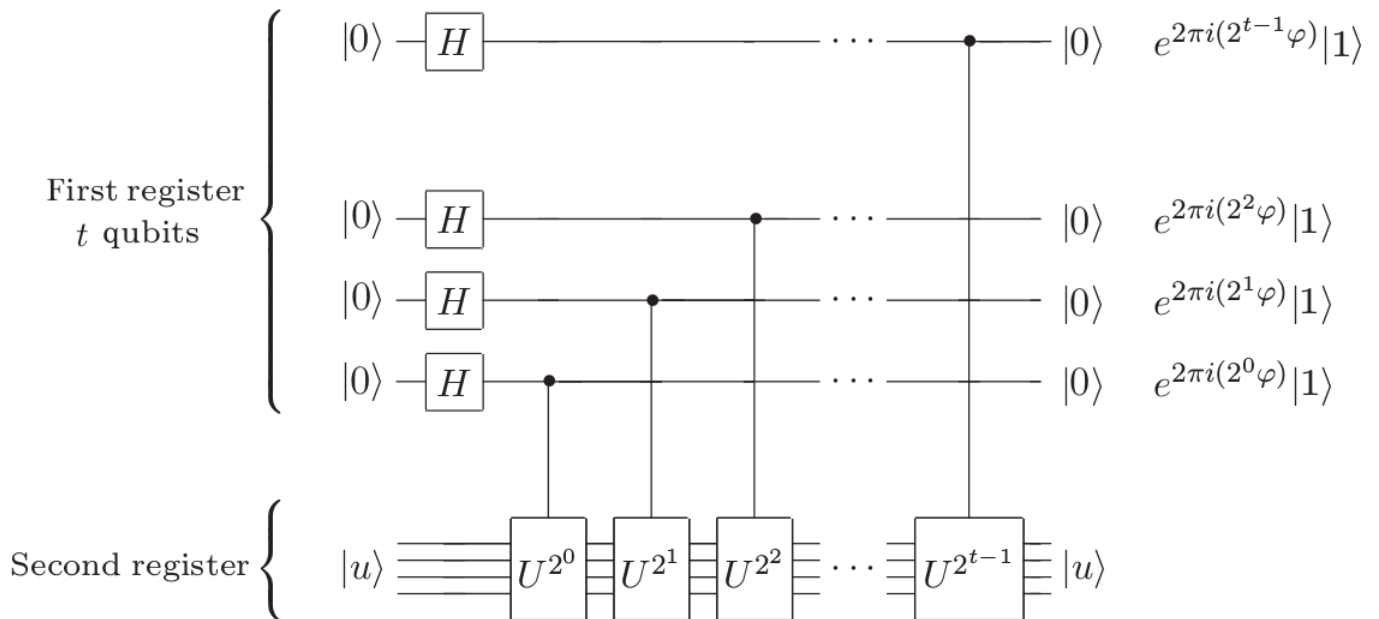 |0⟩ H ··· |0⟩ e^{2πi(2^{t−1}φ)}|1⟩
First register
t qubits
|0⟩ H ··· |0⟩ e^{2πi(2^2φ)}|1⟩
|0⟩ H ··· |0⟩ e^{2πi(2^1φ)}|1⟩
|0⟩ H ··· |0⟩ e^{2πi(2^0φ)}|1⟩
Second register |u⟩ U^{2^0} U^{2^1} U^{2^2} ··· U^{2^{t−1}} |u⟩